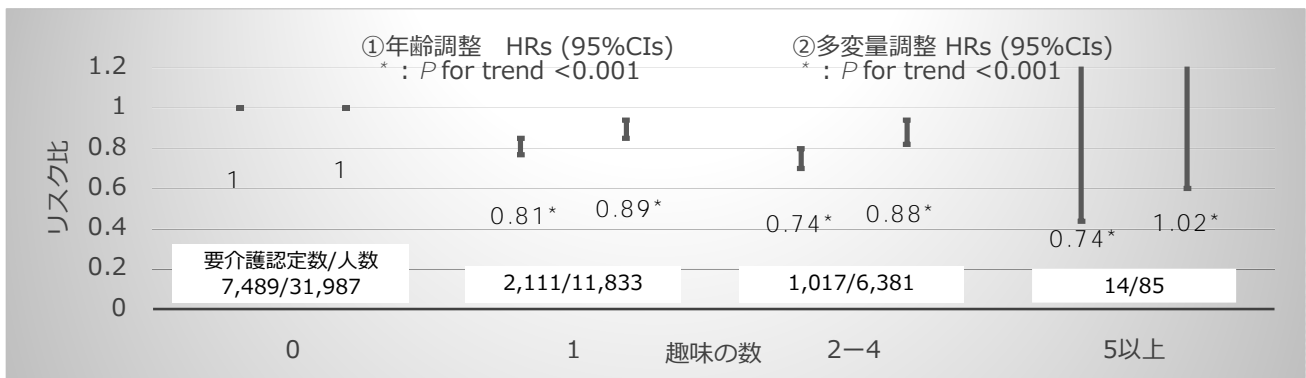 ①年齢調整　HRs (95%CIs)
*：P for trend <0.001
②多変量調整 HRs (95%CIs)
*：P for trend <0.001
リスク比
1.2
1
0.8
0.6
0.4
0.2
0
1
1
0.81*
0.89*
0.74*
0.88*
0.74*
1.02*
要介護認定数/人数
7,489/31,987
2,111/11,833
1,017/6,381
14/85
0
1
2ー4
5以上
趣味の数